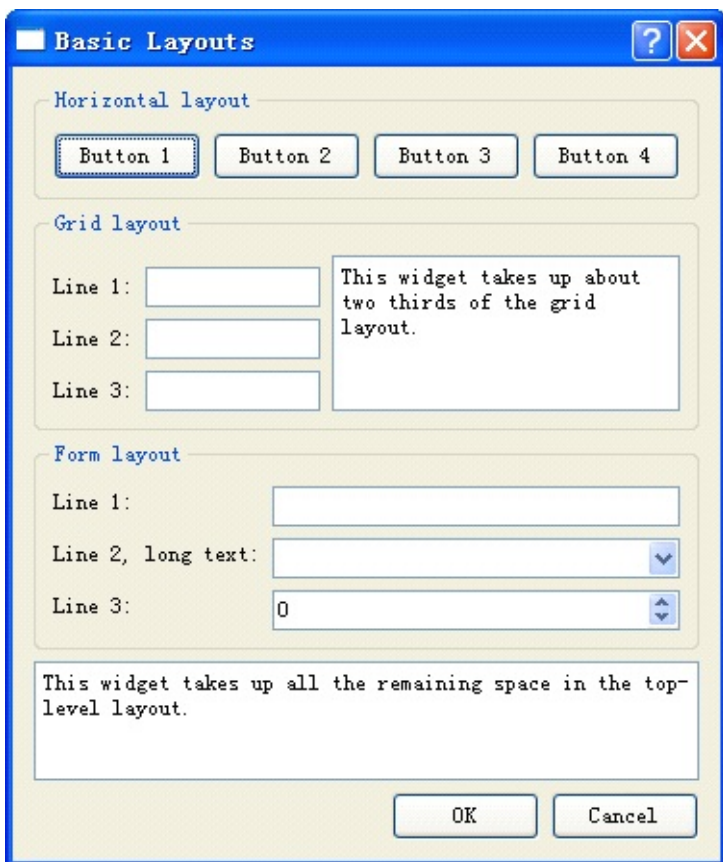 Basic Layouts
Horizontal layout
Button 1 Button 2 Button 3 Button 4
Grid layout
Line 1:
Line 2:
Line 3:
This widget takes up about
two thirds of the grid
layout.
Form layout
Line 1:
Line 2, long text:
Line 3: 0
This widget takes up all the remaining space in the top-
level layout.
OK Cancel